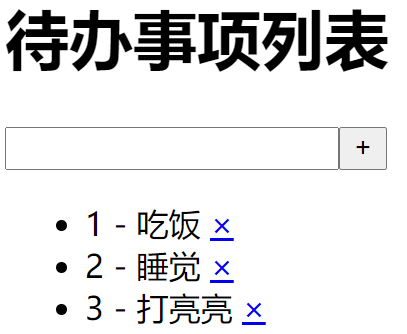 待办事项列表
+
1 - 吃饭 ×
2 - 睡觉 ×
3 - 打亮亮 ×